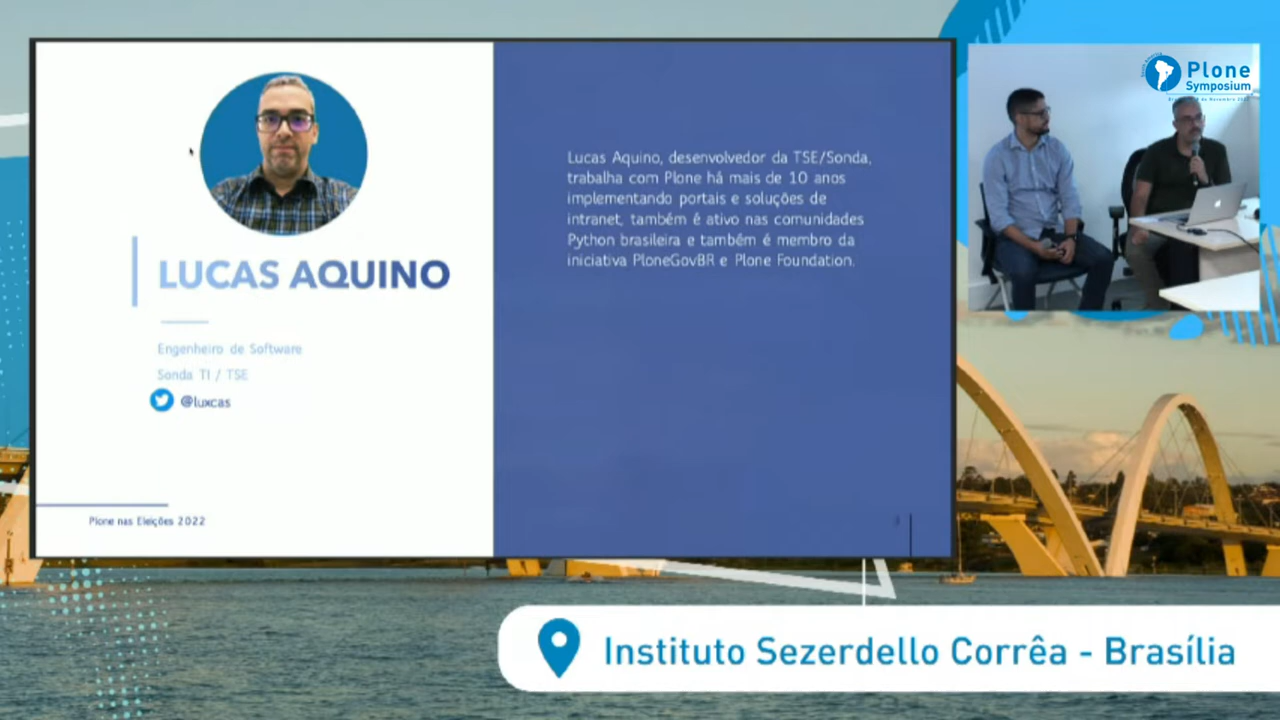 LUCAS AQUINO
Engenheiro de Software
Sonda TI / TSE
@luxcas
Plone nas Eleições 2022
Lucas Aquino, desenvolvedor da TSE/Sonda,
trabalha com Plone há mais de 10 anos
implementando portais e soluções de
intranet, também é ativo nas comunidades
Python brasileira e também é membro da
iniciativa PloneGovBR e Plone Foundation.
Plone
Symposium
Instituto Sezerdello Corrêa - Brasília